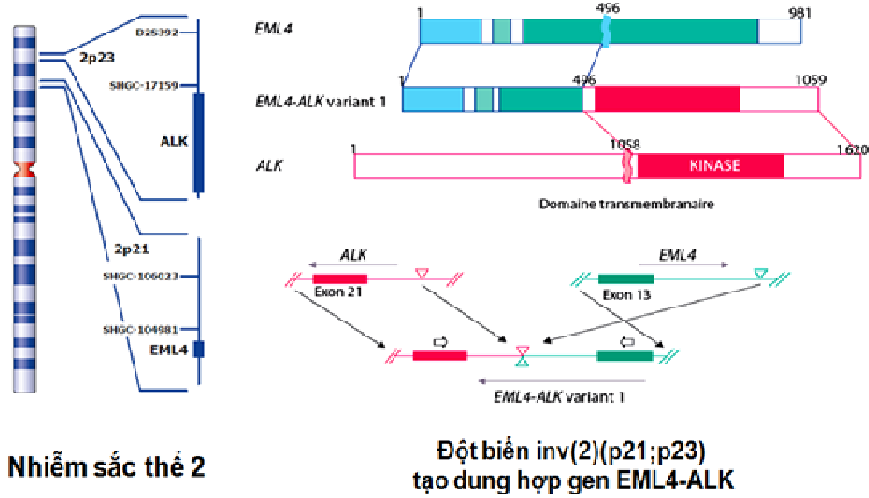 D2S392
2p23
SHGC-17159
ALK
2p21
SHGC-106023
SHGC-104981
EML4
Nhiễm sắc thể 2
1
496
981
EML4
1
496
1059
EML4-ALK variant 1
1
1058
1620
ALK
KINASE
Domaine transmembranaire
ALK
EML4
Exon 21
Exon 13
EML4-ALK variant 1
Đột biến inv(2)(p21;p23)
tạo dung hợp gen EML4-ALK